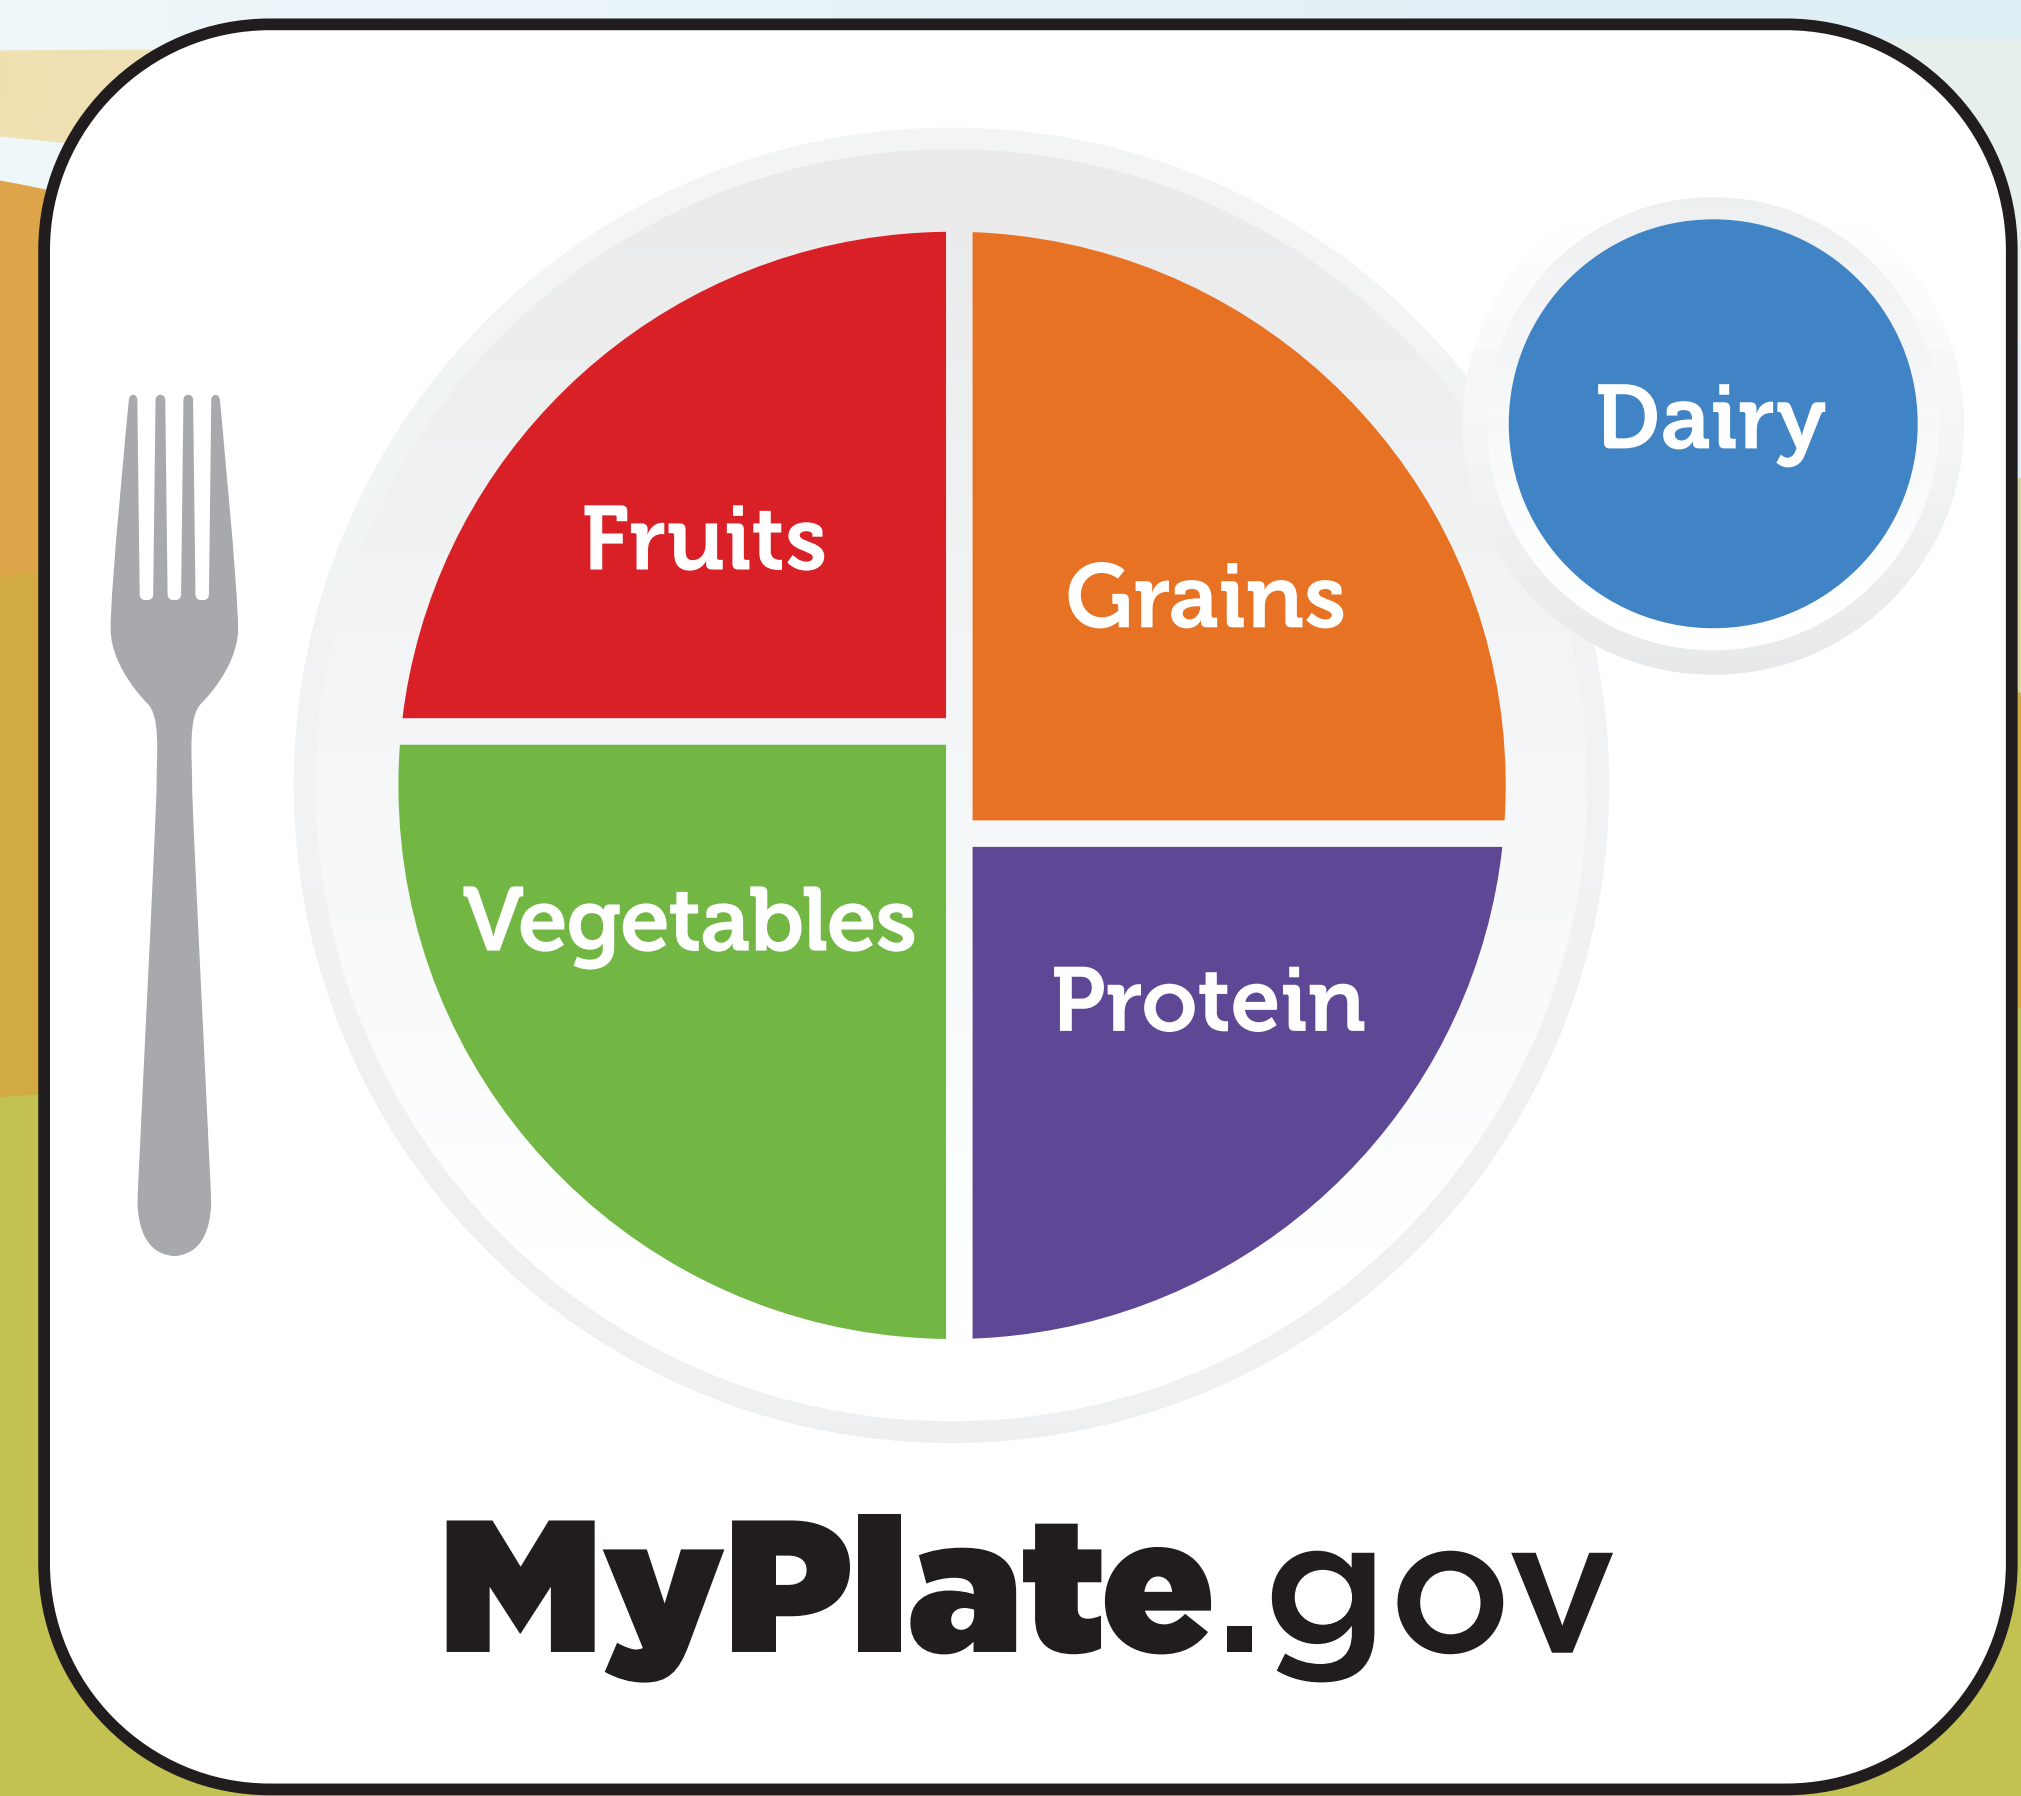 Fruits
Grains
Dairy
Vegetables
Protein
MyPlate.gov